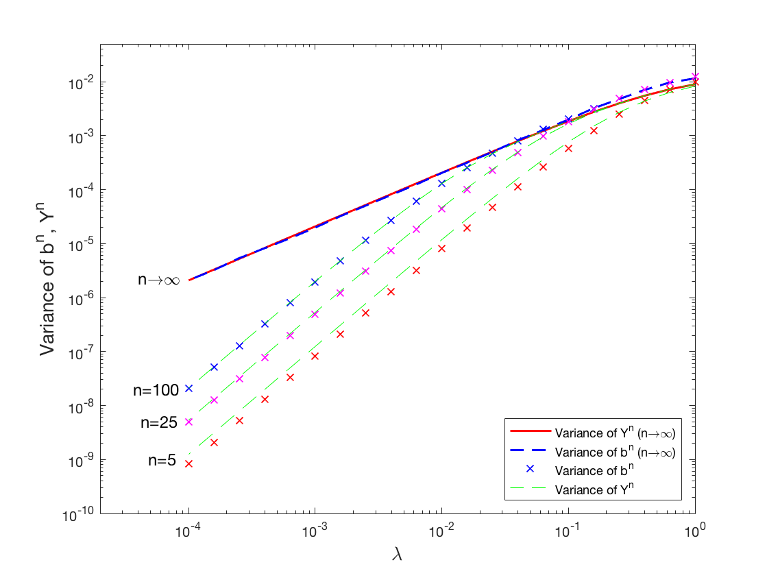 10^-2
10^-3
10^-4
10^-5
10^-6
10^-7
10^-8
10^-9
10^-10
Variance of b^n, Y^n
n→∞
n=100
n=25
n=5
Variance of Y^n (n→∞)
Variance of b^n (n→∞)
Variance of b^n
Variance of Y^n
10^-4 10^-3 10^-2 10^-1 10^0
λ